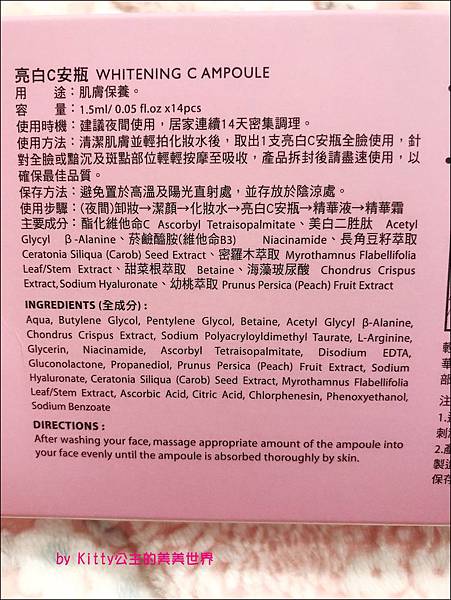 亮白C安瓶 WHITENING C AMPOULE
用 途：肌膚保養。
容 量：1.5ml/ 0.05 fl.oz x14pcs
使用時機：建議夜間使用，居家連續14天密集調理。
使用方法：清潔肌膚並輕拍化妝水後，取出1支亮白C安瓶全臉使用，針
對全臉或黯沉及斑點部位輕輕按摩至吸收，產品拆封後請盡速使用，以
確保最佳品質。
保存方法：避免置於高溫及陽光直射處，並存放於陰涼處。
使用步驟：(夜間)卸妝→潔顏→化妝水→亮白C安瓶→精華液→精華霜
主要成分：酯化維他命C Ascorbyl Tetraisopalmitate、美白二胜肽 Acetyl
Glycyl β-Alanine、菸鹼醯胺(維他命B3) Niacinamide、長角豆籽萃取
Ceratonia Siliqua (Carob) Seed Extract、密羅木萃取 Myrothamnus Flabellifolia
Leaf/Stem Extract、甜菜根萃取 Betaine、海藻玻尿酸 Chondrus Crispus
Extract,Sodium Hyaluronate、幼桃萃取 Prunus Persica (Peach) Fruit Extract
INGREDIENTS (全成分)：
Aqua, Butylene Glycol, Pentylene Glycol, Betaine, Acetyl Glycyl β-Alanine,
Chondrus Crispus Extract, Sodium Polyacryloyldimethyl Taurate, L-Arginine,
Glycerin, Niacinamide, Ascorbyl Tetraisopalmitate, Disodium EDTA,
Gluconolactone, Propanediol, Prunus Persica (Peach) Fruit Extract, Sodium
Hyaluronate, Ceratonia Siliqua (Carob) Seed Extract, Myrothamnus Flabellifolia
Leaf/Stem Extract, Ascorbic Acid, Citric Acid, Chlorphenesin, Phenoxyethanol,
Sodium Benzoate
DIRECTIONS：
After washing your face, massage appropriate amount of the ampoule into
your face evenly until the ampoule is absorbed thoroughly by skin.
輕
華
部
注
1.
刺
2.產
製造
保存
by Kitty公主的美美世界